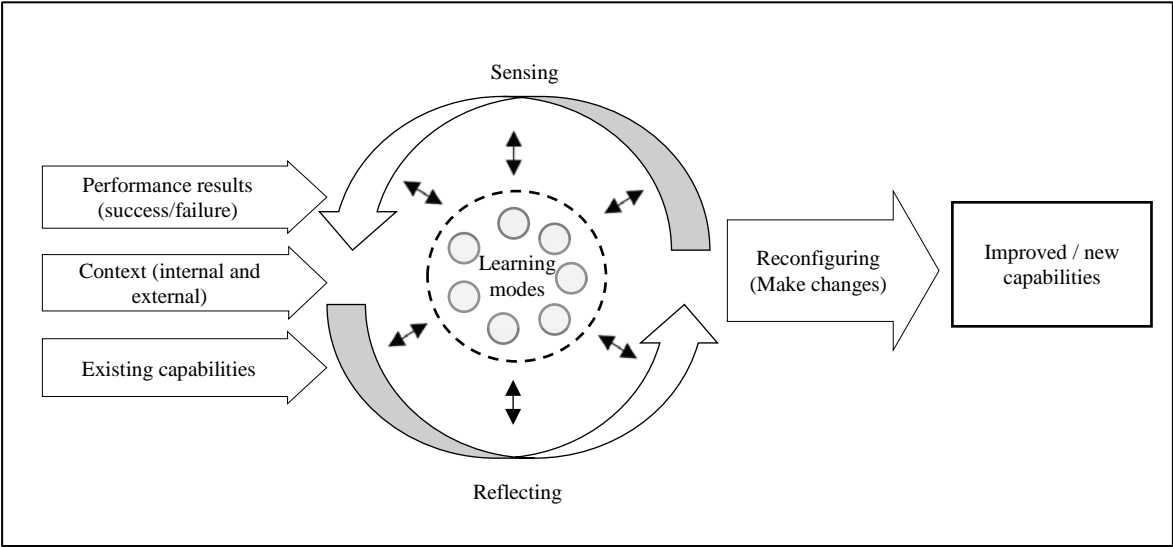 Sensing
Performance results
(success/failure)
Context (internal and
external)
Existing capabilities
Learning
modes
Reconfiguring
(Make changes)
Improved / new
capabilities
Reflecting